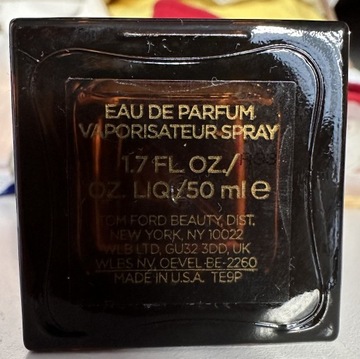 EAU DE PARFUM
VAPORISATEUR SPRAY
1.7 FL OZ/
OZ. LIQ/50 ml e
TOM FORD BEAUTY, DIST.
NEW YORK, NY 10022
WLB LTD, GU32 3DD, UK
WLES NV, OEVEL-BE-2260
MADE IN U.S.A. TE9P